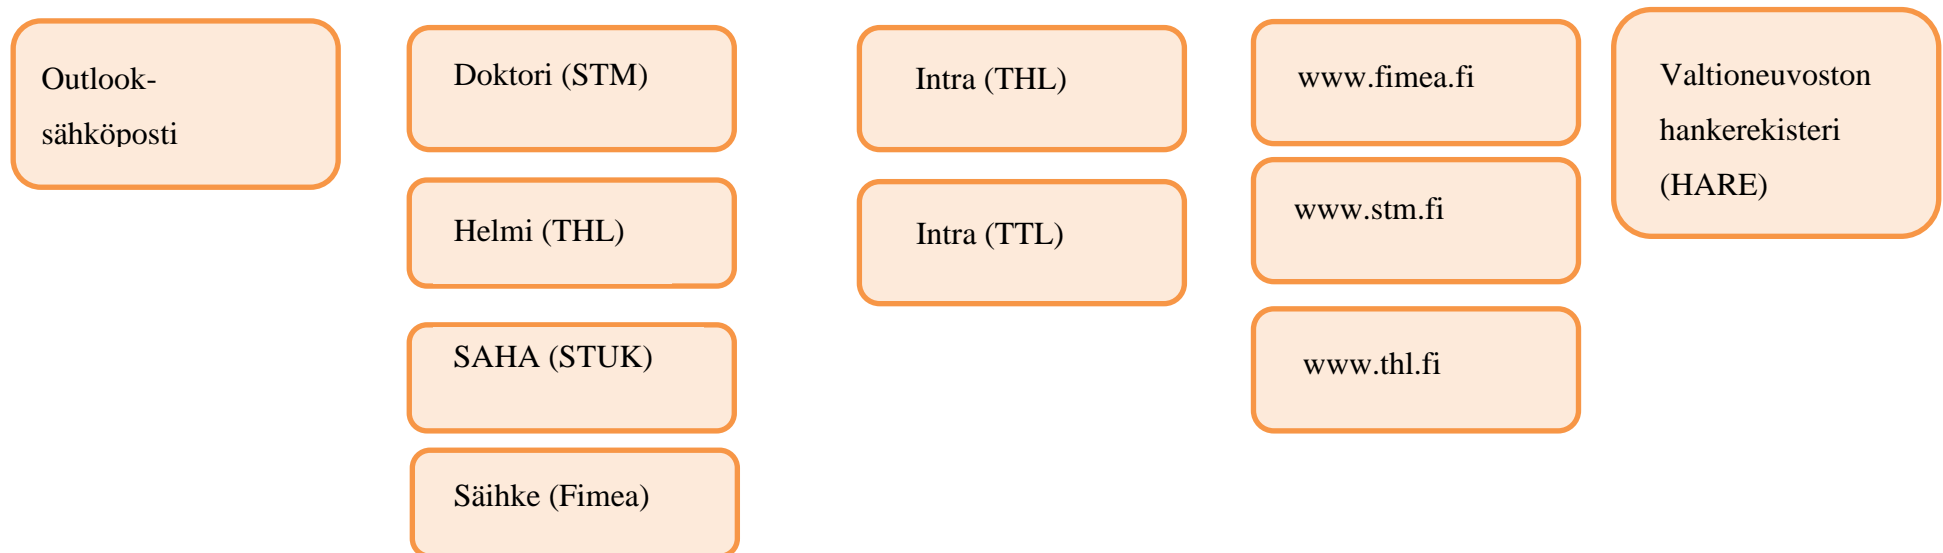 Outlook-
sähköposti
Doktori (STM)
Helmi (THL)
SAHA (STUK)
Säihke (Fimea)
Intra (THL)
Intra (TTL)
www.fimea.fi
www.stm.fi
www.thl.fi
Valtioneuvoston
hankerekisteri
(HARE)